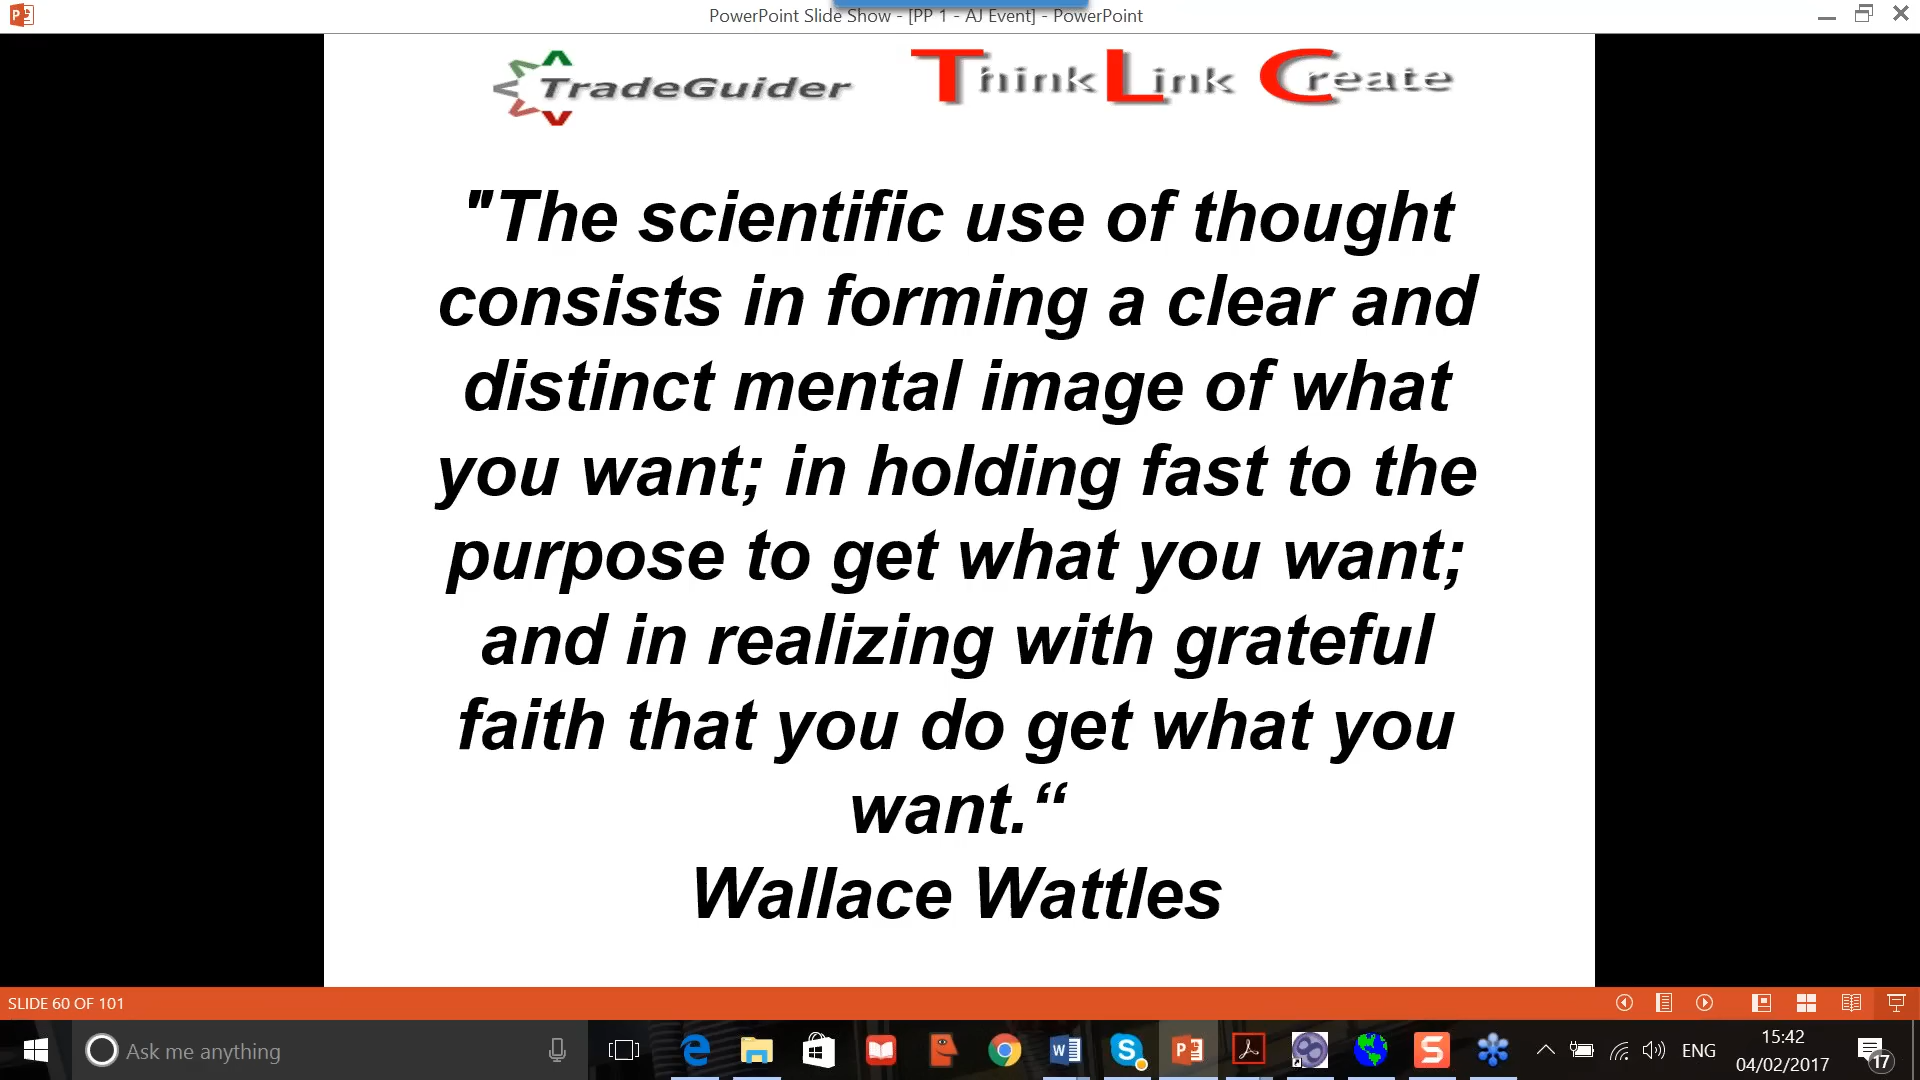 PowerPoint Slide Show - [PP 1 - AJ Event] - PowerPoint
TradeGuider
Think Link Create
"The scientific use of thought
consists in forming a clear and
distinct mental image of what
you want; in holding fast to the
purpose to get what you want;
and in realizing with grateful
faith that you do get what you
want.“
Wallace Wattles
SLIDE 60 OF 101
Ask me anything
ENG
15:42
04/02/2017
17